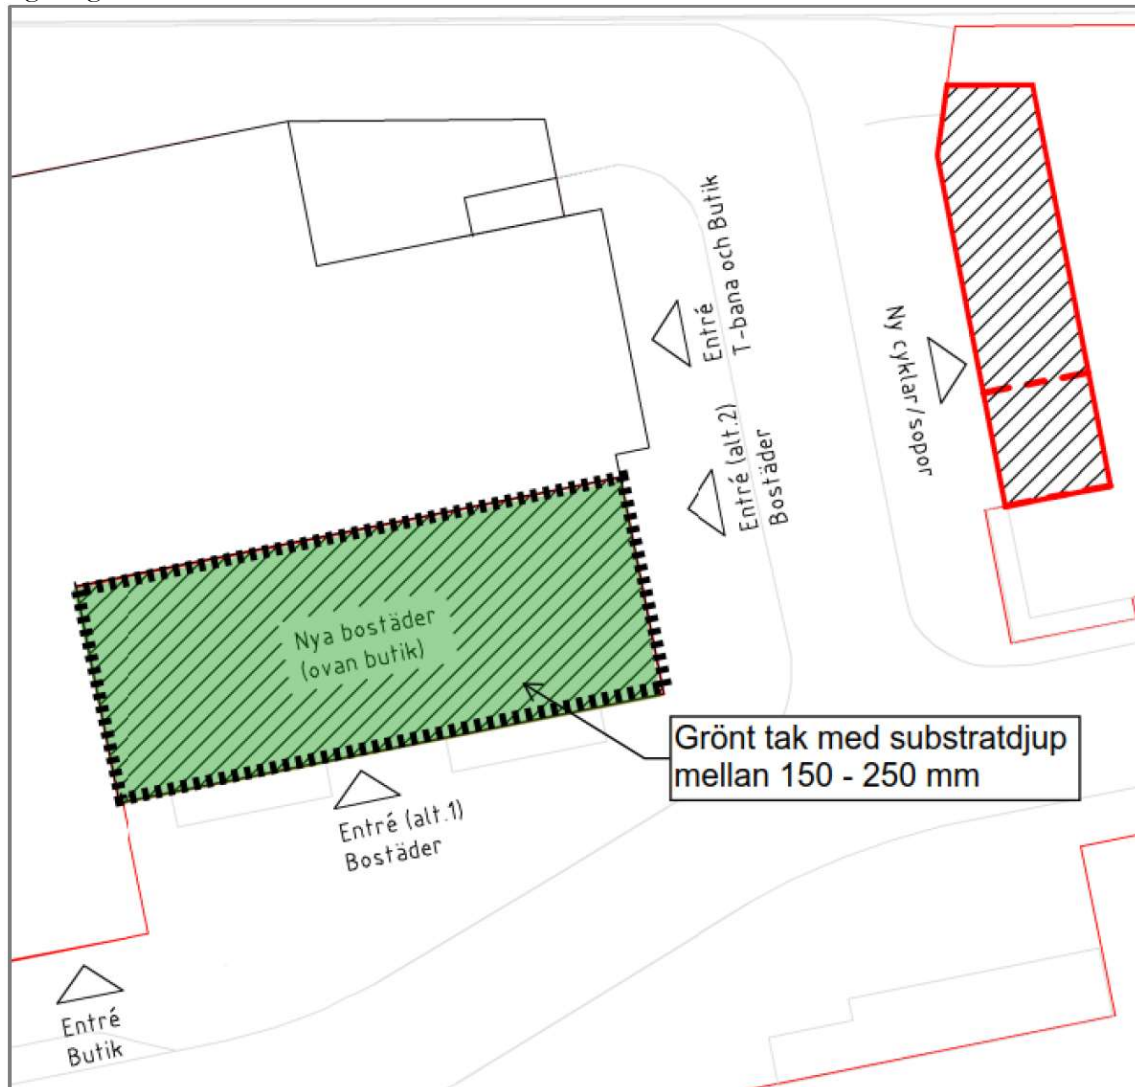 Entré
T-bana och Butik
Ny cyklar/sopor
Entré (alt.2)
Bostäder
Nya bostäder
(ovan butik)
Grönt tak med substratdjup
mellan 150 - 250 mm
Entré (alt.1)
Bostäder
Entré
Butik